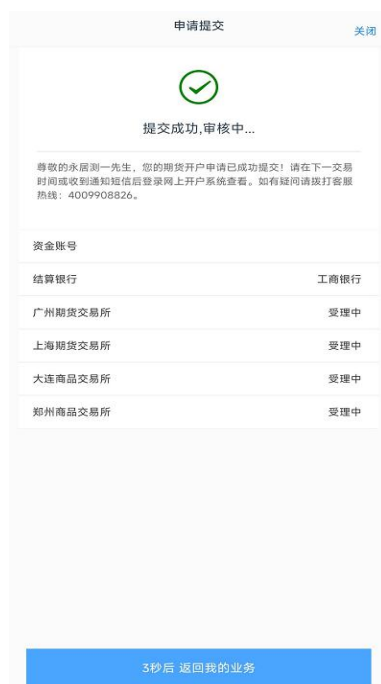 申请提交
关闭
提交成功,审核中...
尊敬的永居测一先生，您的期货开户申请已成功提交！请在下一交易
时间或收到通知短信后登录网上开户系统查看。如有疑问请拨打客服
热线：4009908826。
资金账号
结算银行 工商银行
广州期货交易所 受理中
上海期货交易所 受理中
大连商品交易所 受理中
郑州商品交易所 受理中
3秒后 返回我的业务